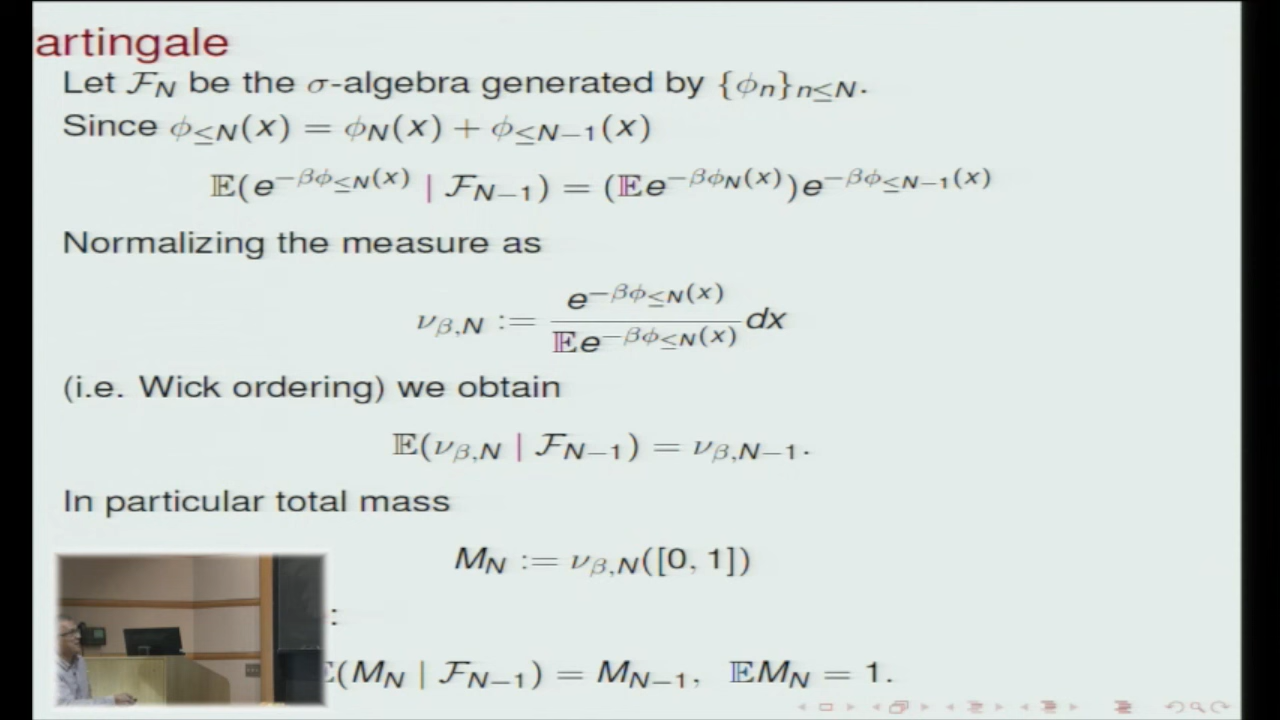 artingale
Let 𝓕_N be the σ-algebra generated by {ϕ_n}_{n≤N}.
Since ϕ_{≤N}(x) = ϕ_N(x) + ϕ_{≤N−1}(x)
𝔼(e^{−βϕ_{≤N}(x)} | 𝓕_{N−1}) = (𝔼e^{−βϕ_N(x)})e^{−βϕ_{≤N−1}(x)}
Normalizing the measure as
ν_{β,N} := \frac{e^{−βϕ_{≤N}(x)}}{𝔼e^{−βϕ_{≤N}(x)}} dx
(i.e. Wick ordering) we obtain
𝔼(ν_{β,N} | 𝓕_{N−1}) = ν_{β,N−1}.
In particular total mass
M_N := ν_{β,N}([0, 1])
:
𝔼(M_N | 𝓕_{N−1}) = M_{N−1}, 𝔼M_N = 1.